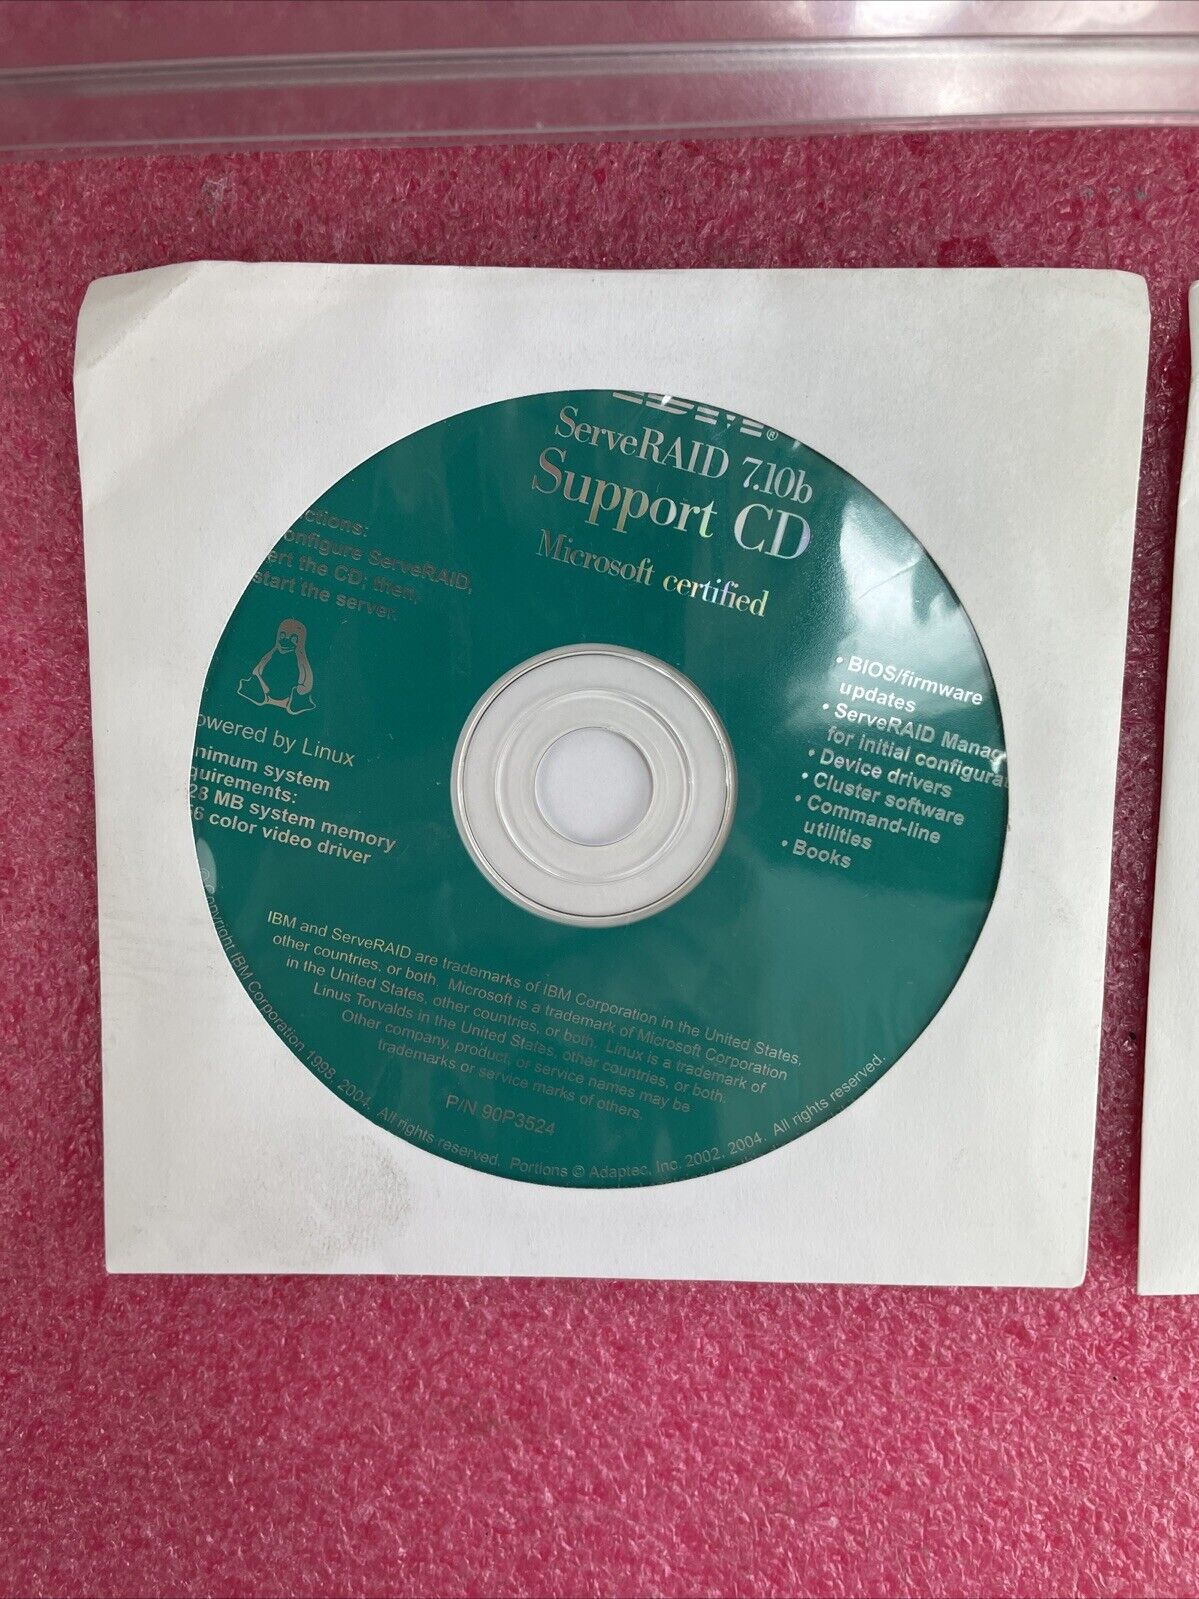 ServeRAID 7.10b
Support CD
Microsoft certified
onfigure ServeRAID,
ert the CD; then,
start the server.
owered by Linux
nimum system
quirements:
28 MB system memory
6 color video driver
• BIOS/firmware
updates
• ServeRAID Manag
for initial configura
• Device drivers
• Cluster software
• Command-line
utilities
• Books
IBM and ServeRAID are trademarks of IBM Corporation in the United States,
other countries, or both. Microsoft is a trademark of Microsoft Corporation
in the United States, other countries, or both. Linux is a trademark of
Linus Torvalds in the United States, other countries, or both.
Other company, product, or service names may be
trademarks or service marks of others.
P/N 90P3524
© Copyright IBM Corporation 1998, 2004. All rights reserved. Portions © Adaptec, Inc. 2002, 2004. All rights reserved.